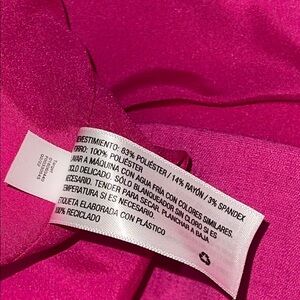 REVESTIMIENTO: 83% POLIÉSTER / 14% RAYÓN / 3% SPANDEX
FORRO: 100% POLIÉSTER
LAVAR A MÁQUINA CON AGUA FRÍA CON COLORES SIMILARES.
CICLO DELICADO. SÓLO BLANQUEADOR SIN CLORO SI ES
NECESARIO. TENDER PARA SECAR. PLANCHAR A BAJA
TEMPERATURA SI ES NECESARIO
ETIQUETA ELABORADA CON PLÁSTICO
100% RECICLADO